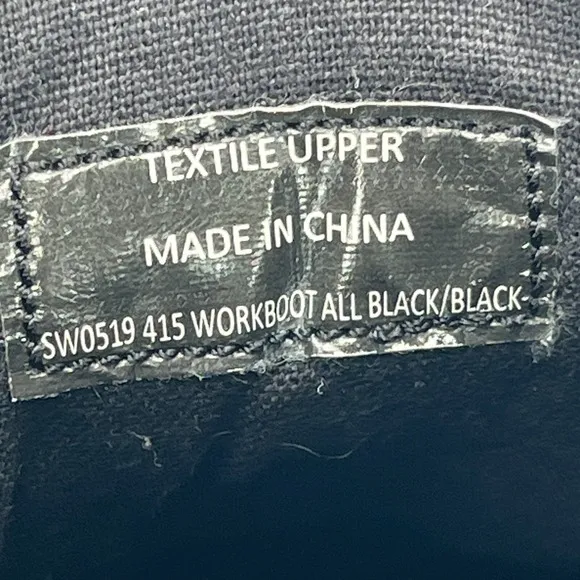 TEXTILE UPPER
MADE IN CHINA
SW0519 415 WORKBOOT ALL BLACK/BLACK-